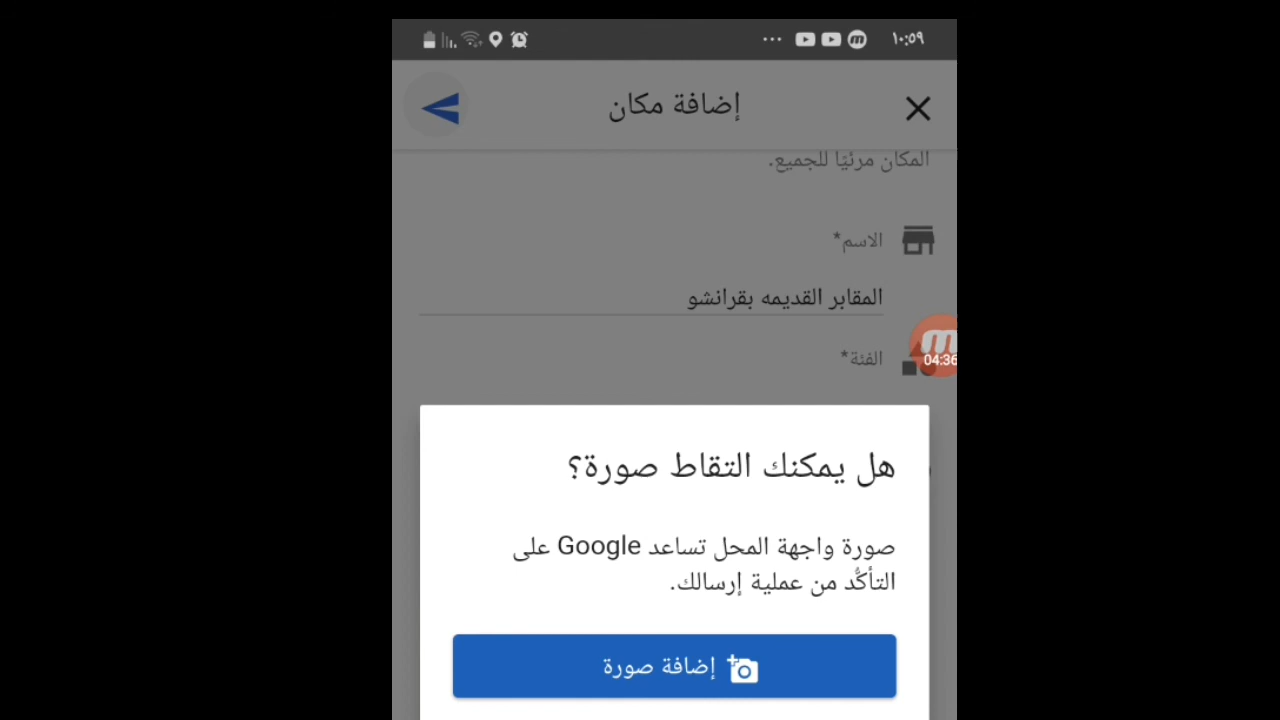 ١٠:٥٩
إضافة مكان
المكان مرئيًا للجميع.
الاسم*
المقابر القديمه بقرانشو
الفئة*
04:36
هل يمكنك التقاط صورة؟
صورة واجهة المحل تساعد Google على
التأكُّد من عملية إرسالك.
إضافة صورة